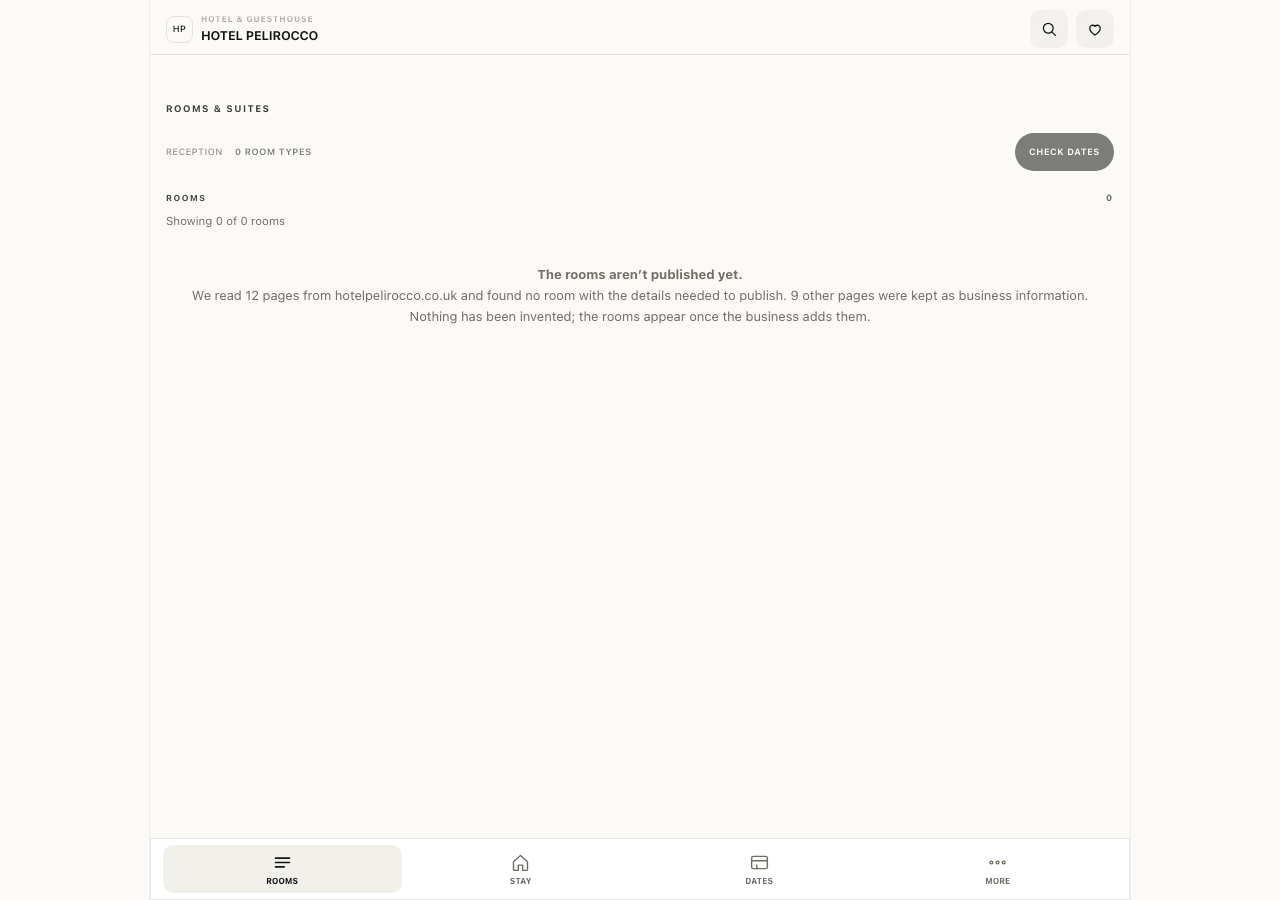 HP
HOTEL & GUESTHOUSE
HOTEL PELIROCCO
ROOMS & SUITES
RECEPTION 0 ROOM TYPES
CHECK DATES
ROOMS 0
Showing 0 of 0 rooms
The rooms aren’t published yet.
We read 12 pages from hotelpelirocco.co.uk and found no room with the details needed to publish. 9 other pages were kept as business information.
Nothing has been invented; the rooms appear once the business adds them.
ROOMS
STAY
DATES
MORE